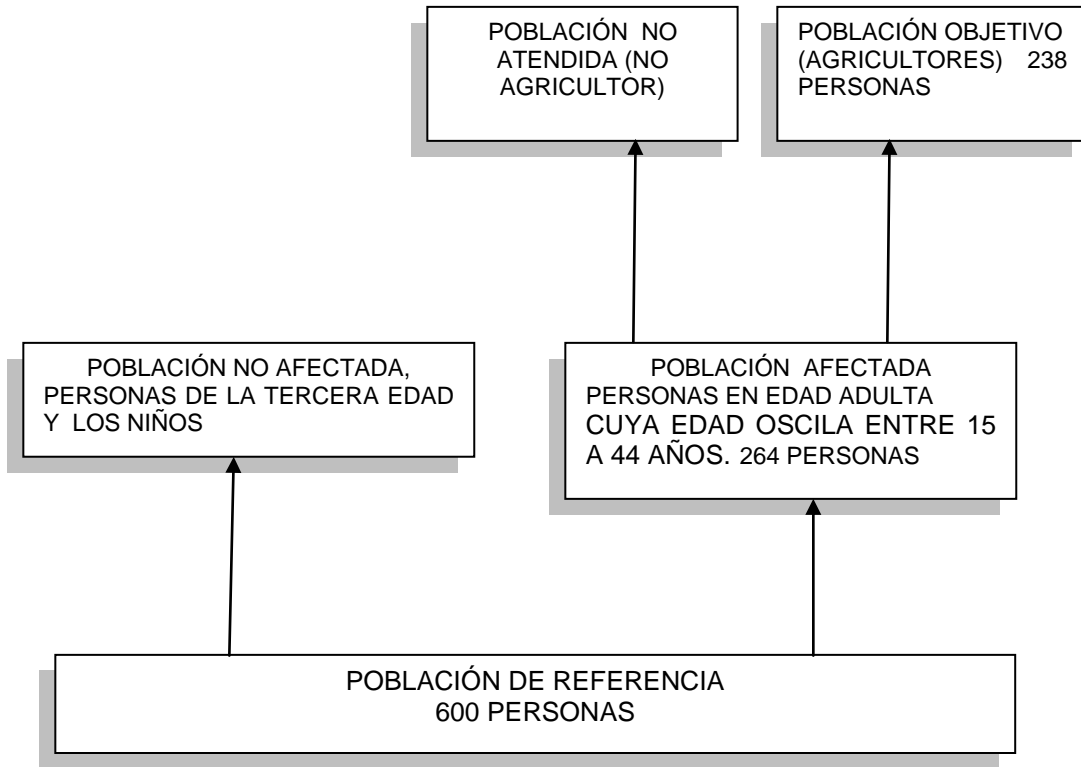 POBLACIÓN NO
ATENDIDA (NO
AGRICULTOR)
POBLACIÓN OBJETIVO
(AGRICULTORES) 238
PERSONAS
POBLACIÓN NO AFECTADA,
PERSONAS DE LA TERCERA EDAD
Y LOS NIÑOS
POBLACIÓN AFECTADA
PERSONAS EN EDAD ADULTA
CUYA EDAD OSCILA ENTRE 15
A 44 AÑOS. 264 PERSONAS
POBLACIÓN DE REFERENCIA
600 PERSONAS